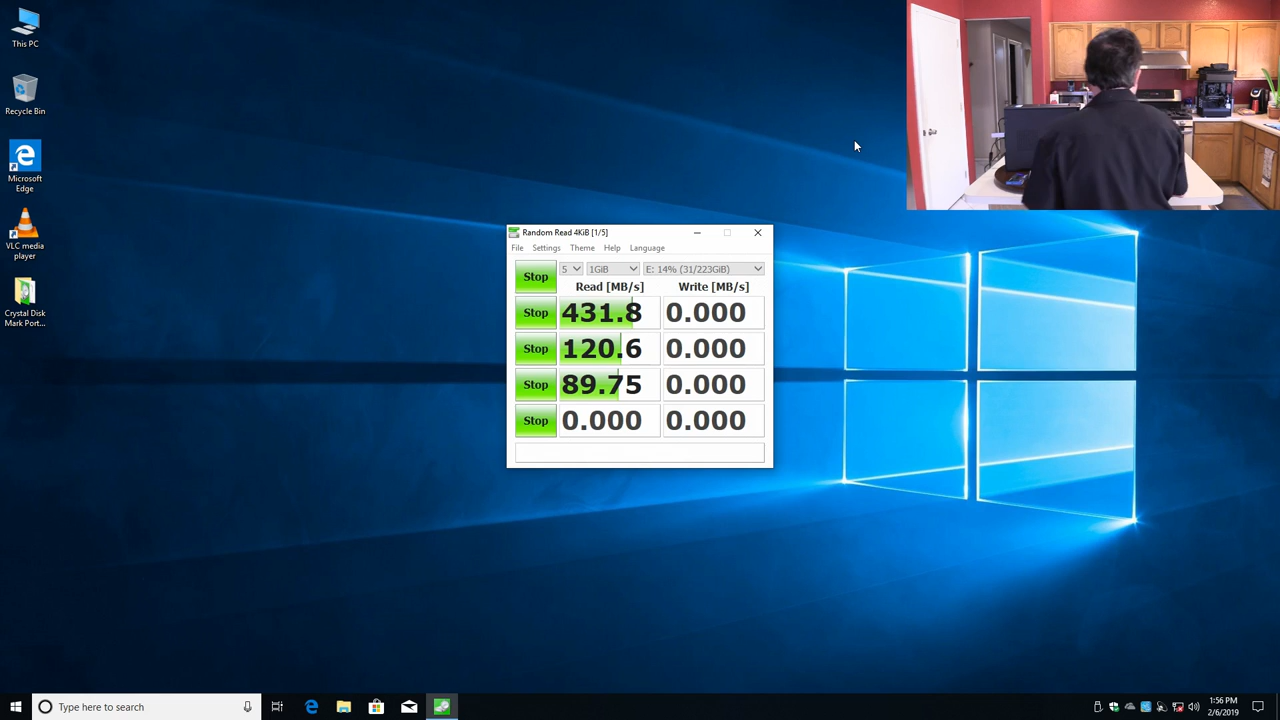 This PC
Recycle Bin
Microsoft
Edge
VLC media
player
Crystal Disk
Mark Port...
Random Read 4KiB [1/5]
File Settings Theme Help Language
Stop 5 1GiB E: 14% (31/223GiB)
Read [MB/s] Write [MB/s]
Stop 431.8 0.000
Stop 120.6 0.000
Stop 89.75 0.000
Stop 0.000 0.000
Type here to search
1:56 PM
2/6/2019